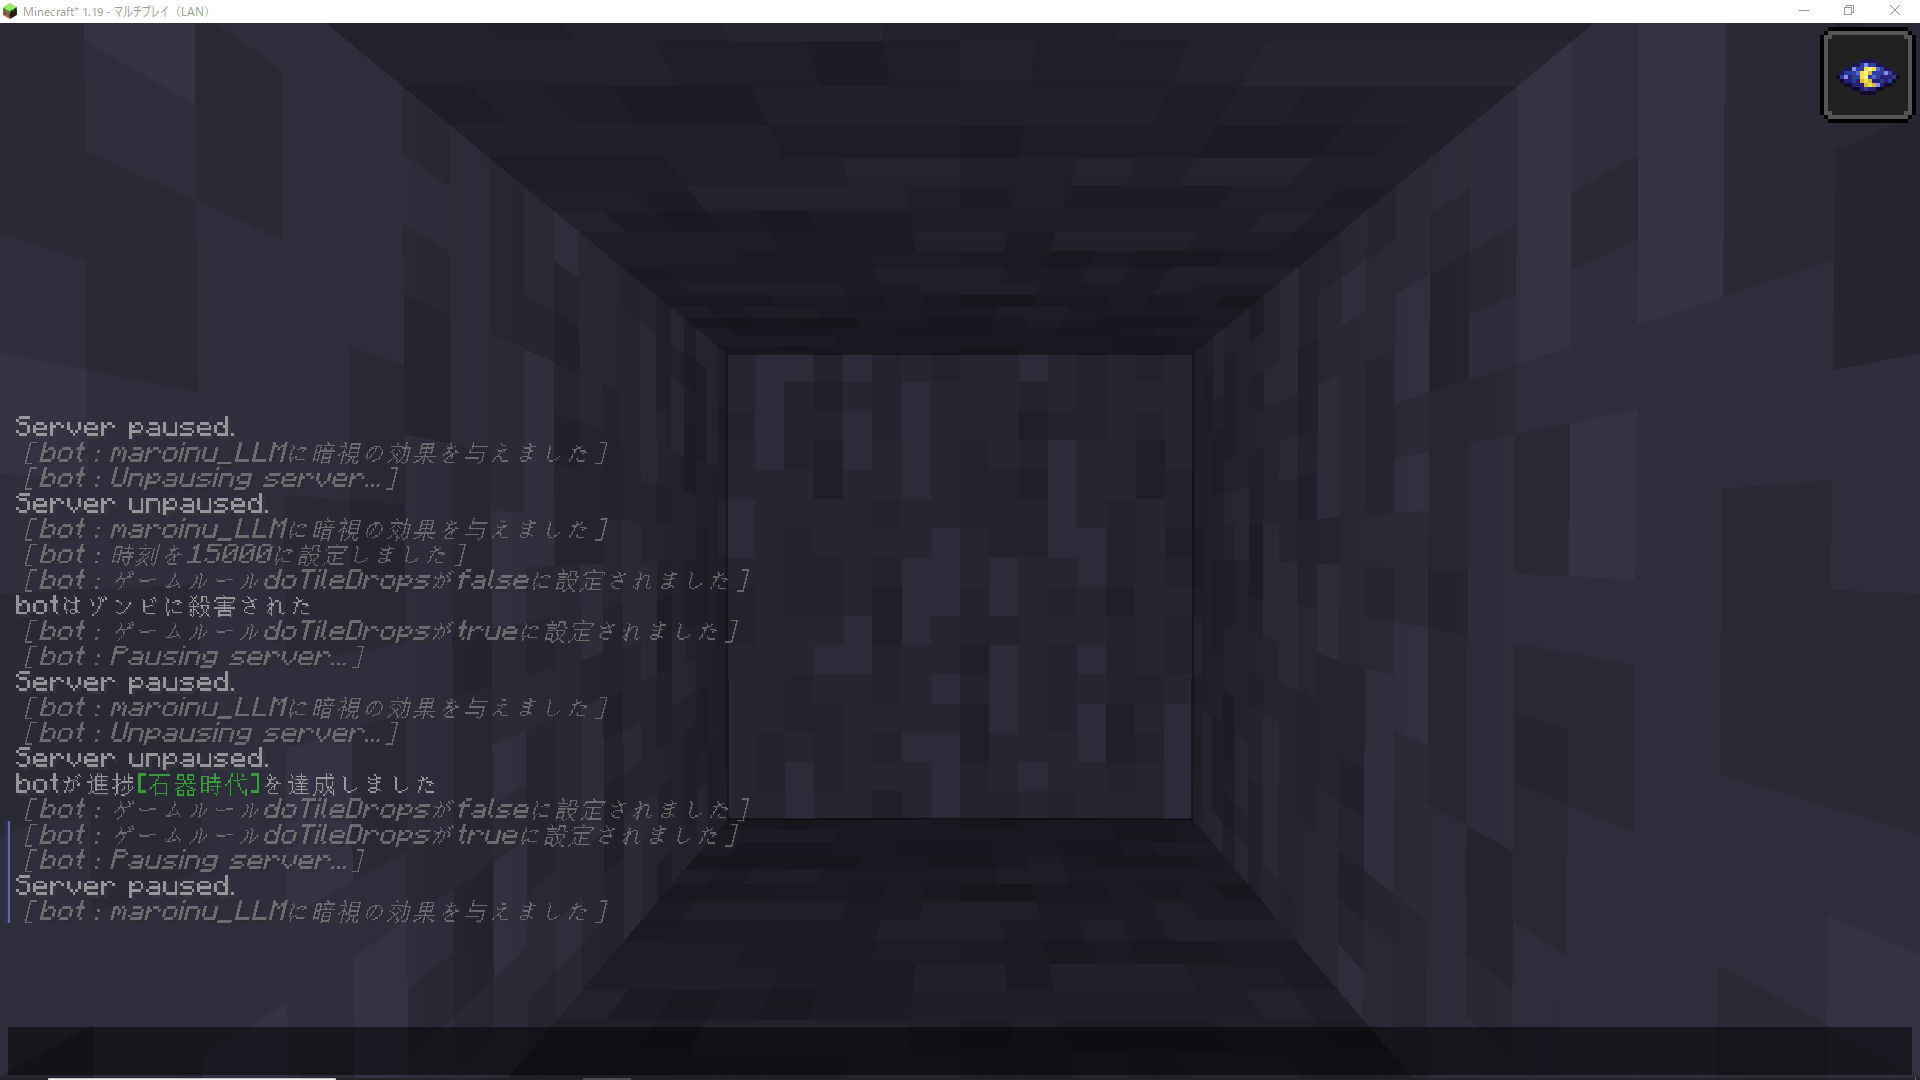 Minecraft* 1.19 - マルチプレイ（LAN）
Server paused.
[bot : maroinu_LLMに暗視の効果を与えました]
[bot : Unpausing server...]
Server unpaused.
[bot : maroinu_LLMに暗視の効果を与えました]
[bot : 時刻を15000に設定しました]
[bot : ゲームルールdoTileDropsがfalseに設定されました]
botはゾンビに殺害された
[bot : ゲームルールdoTileDropsがtrueに設定されました]
[bot : Pausing server...]
Server paused.
[bot : maroinu_LLMに暗視の効果を与えました]
[bot : Unpausing server...]
Server unpaused.
botが進捗[石器時代]を達成しました
[bot : ゲームルールdoTileDropsがfalseに設定されました]
[bot : ゲームルールdoTileDropsがtrueに設定されました]
[bot : Pausing server...]
Server paused.
[bot : maroinu_LLMに暗視の効果を与えました]